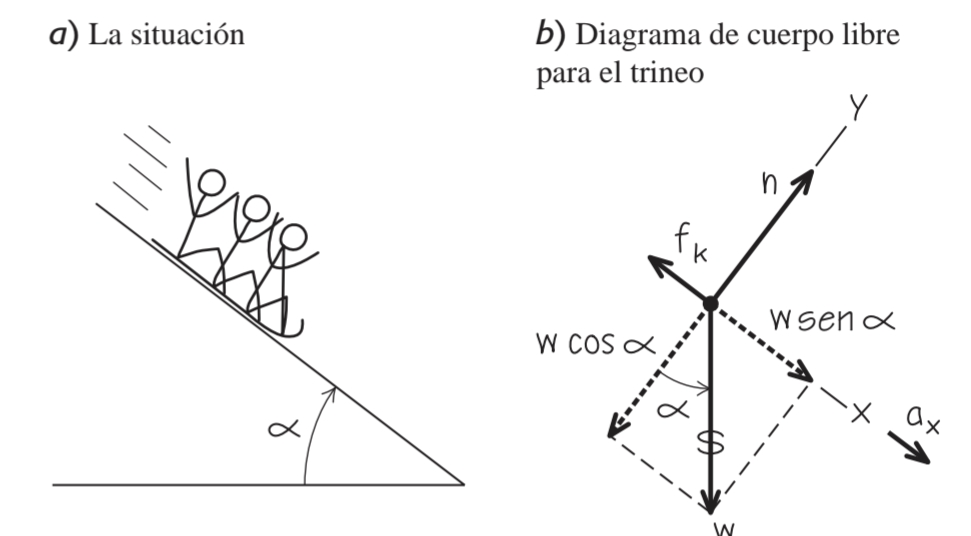 a) La situación
α
b) Diagrama de cuerpo libre
para el trineo
y
n
fk
w sen α
w cos α
α
x
ax
w